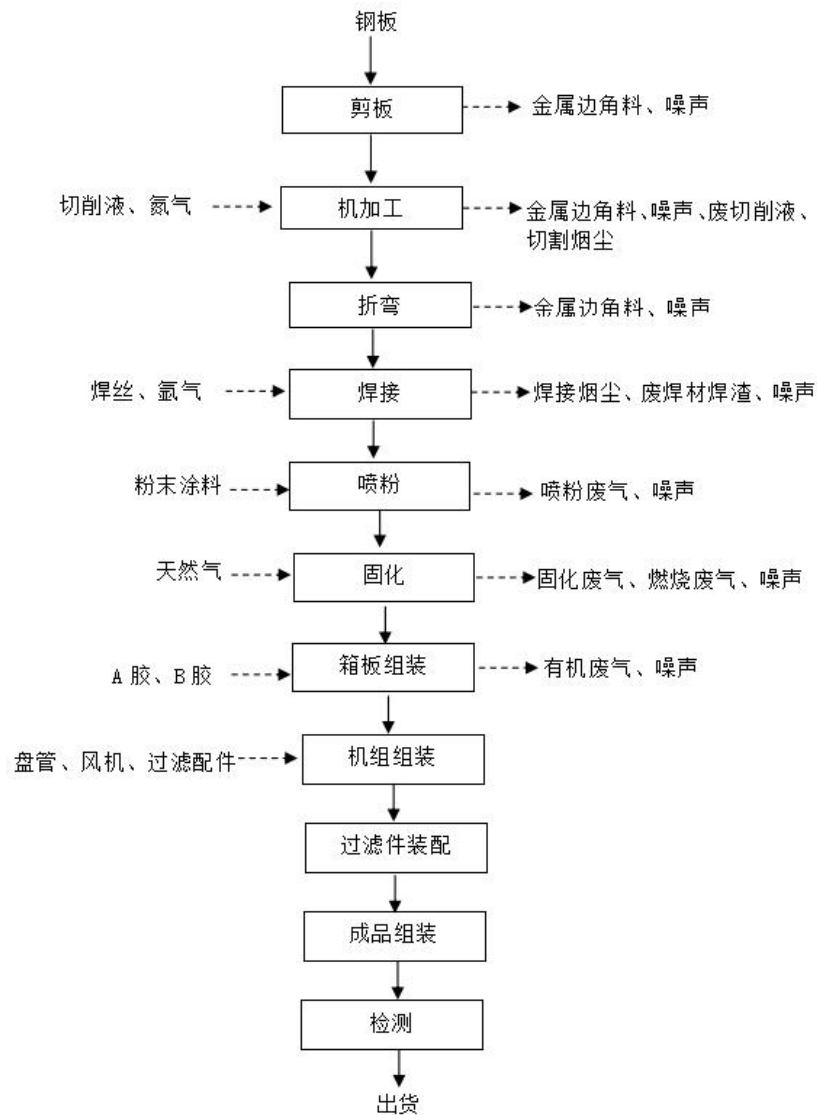 钢板
剪板
金属边角料、噪声
切削液、氮气
机加工
金属边角料、噪声、废切削液、
切割烟尘
折弯
金属边角料、噪声
焊丝、氩气
焊接
焊接烟尘、废焊材焊渣、噪声
粉末涂料
喷粉
喷粉废气、噪声
天然气
固化
固化废气、燃烧废气、噪声
A胶、B胶
箱板组装
有机废气、噪声
盘管、风机、过滤配件
机组组装
过滤件装配
成品组装
检测
出货